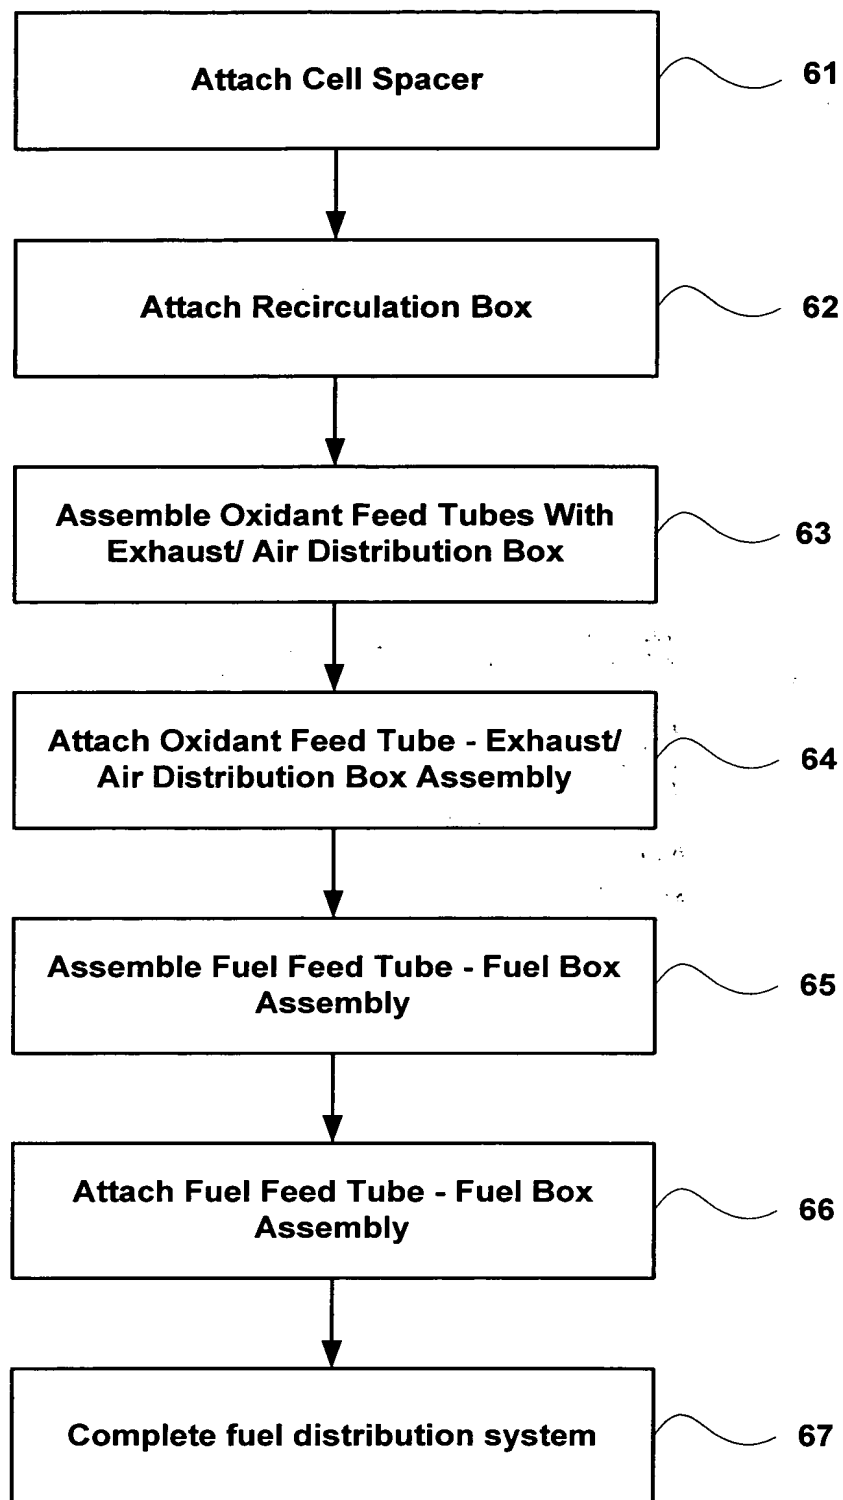 Attach Cell Spacer
61
Attach Recirculation Box
62
Assemble Oxidant Feed Tubes With
Exhaust/ Air Distribution Box
63
Attach Oxidant Feed Tube - Exhaust/
Air Distribution Box Assembly
64
Assemble Fuel Feed Tube - Fuel Box
Assembly
65
Attach Fuel Feed Tube - Fuel Box
Assembly
66
Complete fuel distribution system
67